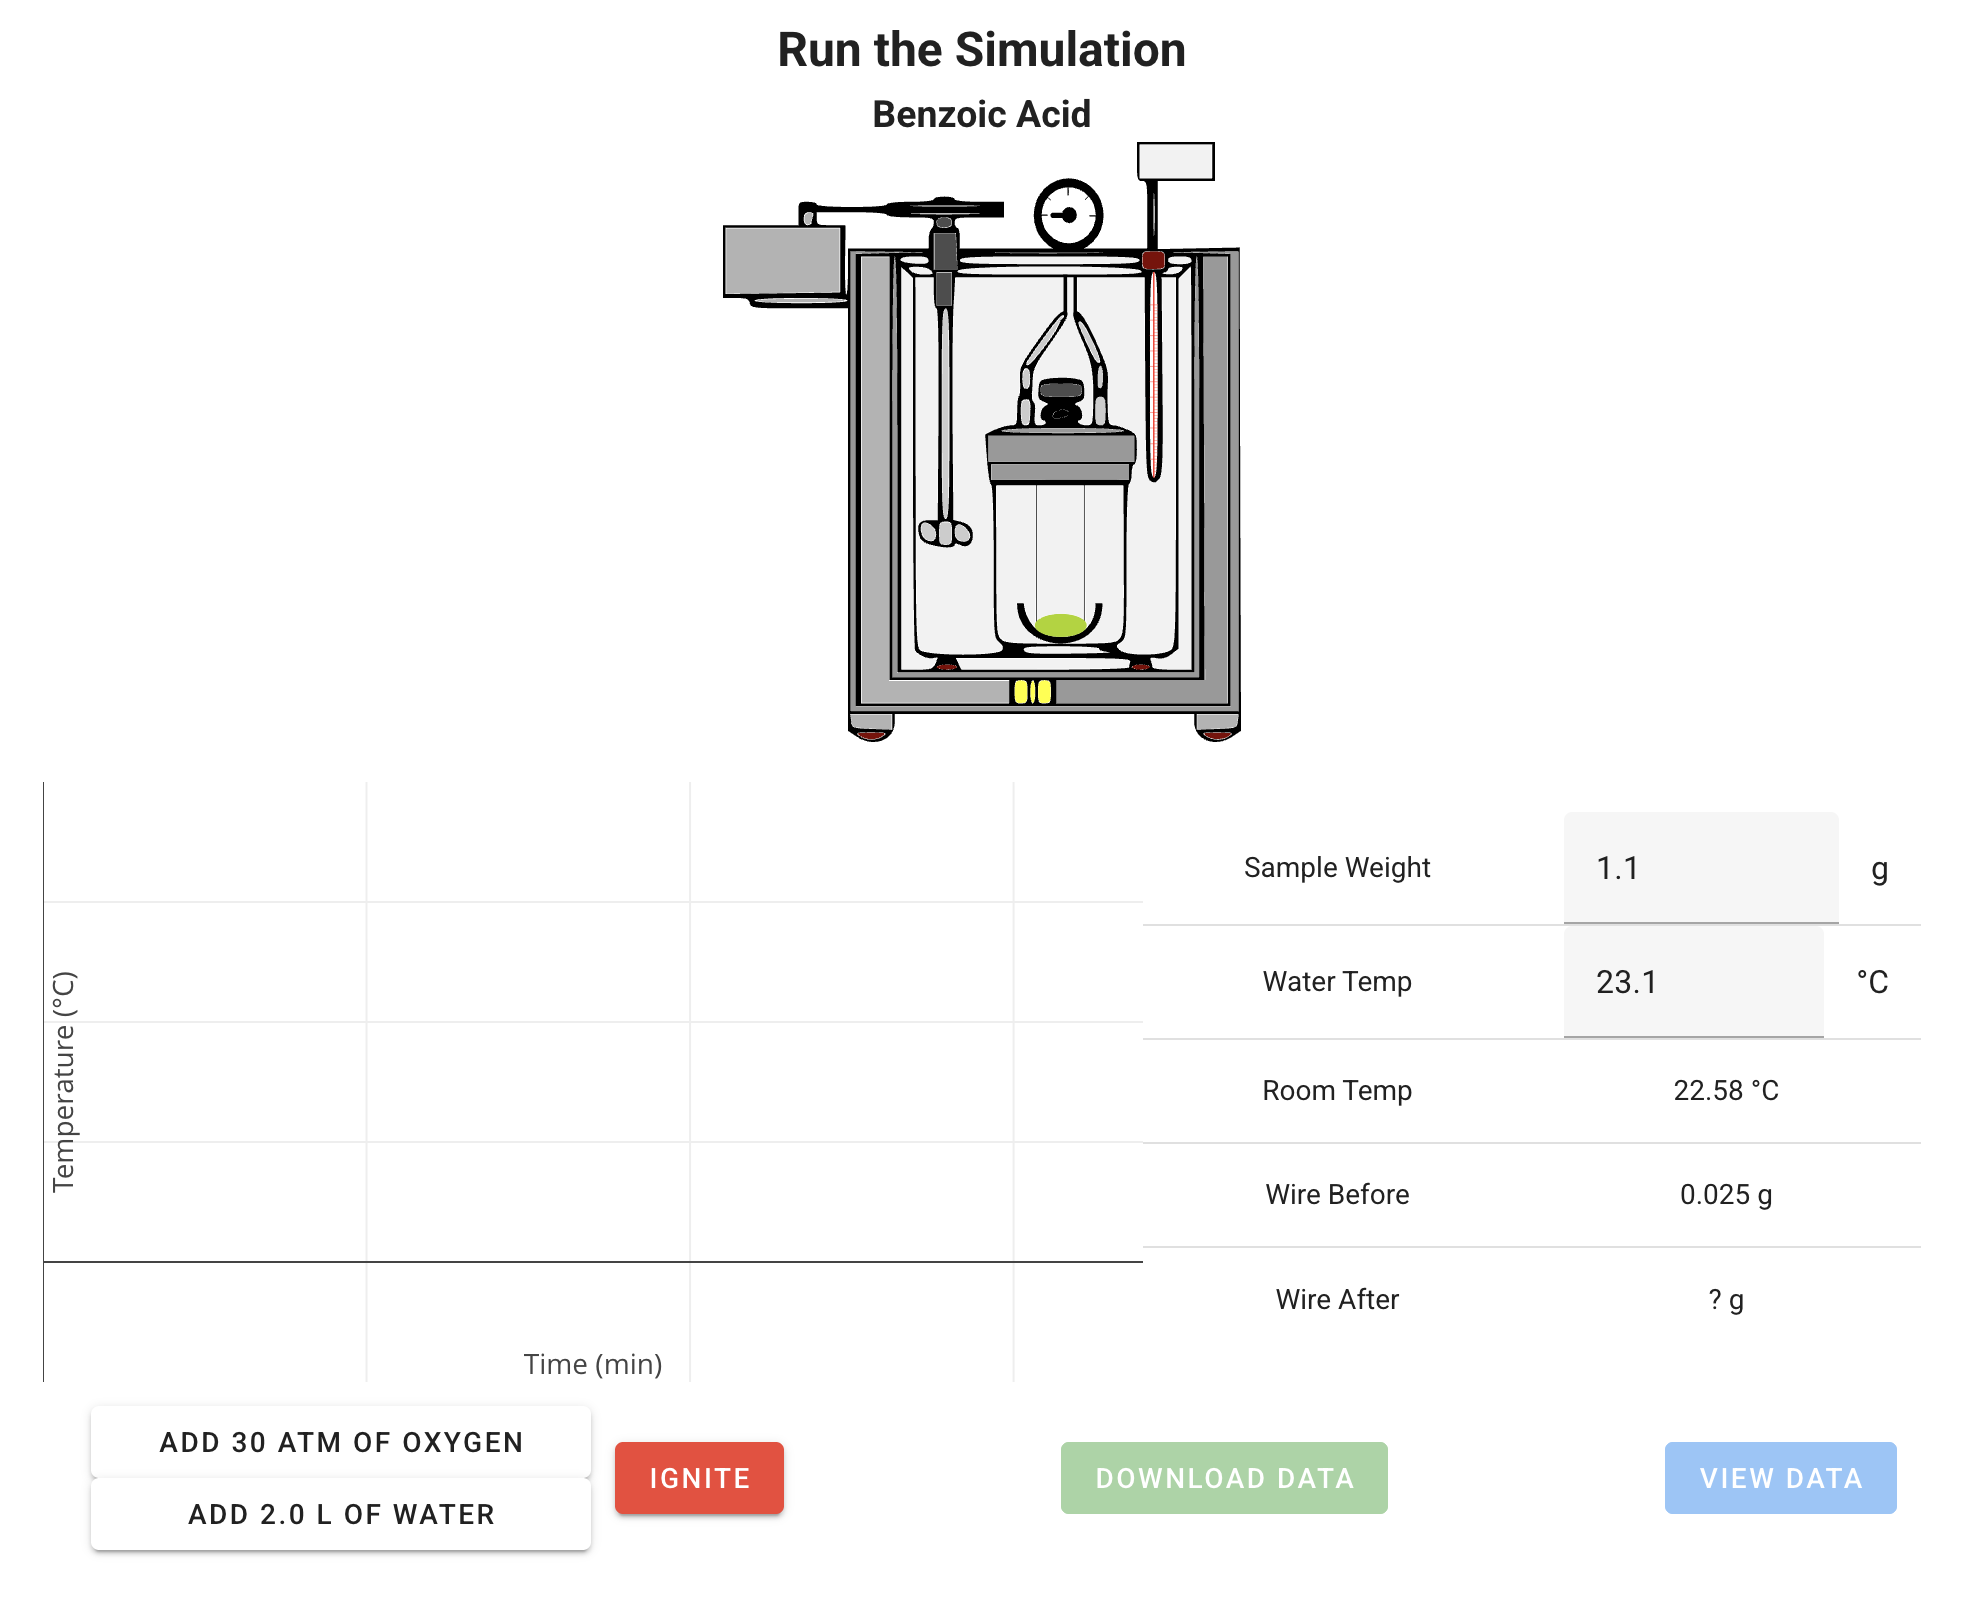 Run the Simulation
Benzoic Acid
Temperature (°C)
Time (min)
Sample Weight 1.1 g
Water Temp 23.1 °C
Room Temp 22.58 °C
Wire Before 0.025 g
Wire After ? g
ADD 30 ATM OF OXYGEN
ADD 2.0 L OF WATER
IGNITE
DOWNLOAD DATA
VIEW DATA